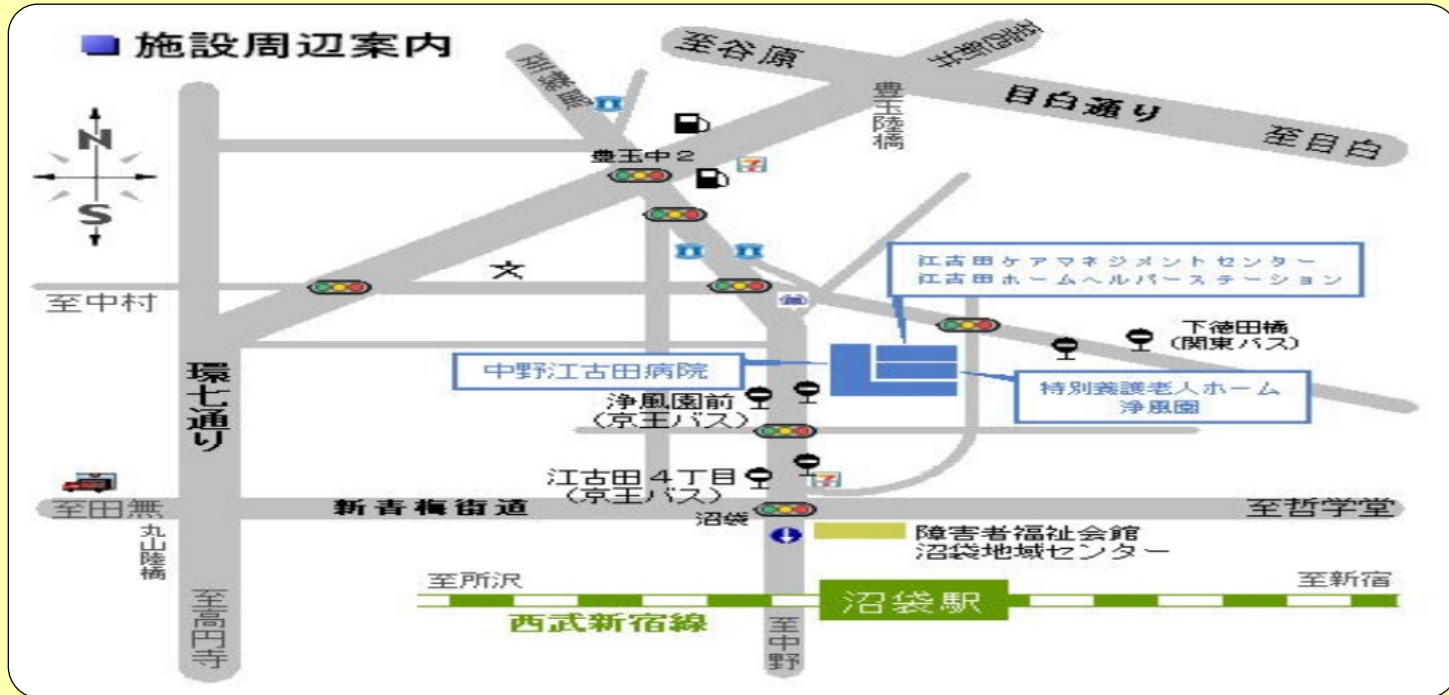 施設周辺案内
至谷原
目白通り
至目白
至練馬
豊玉陸橋
N
S
豊玉中2
7
文
至中村
江古田ケアマネジメントセンター
江古田ホームヘルパーステーション
下徳田橋
(関東バス)
中野江古田病院
特別養護老人ホーム
浄風園
浄風園前
(京王バス)
環七通り
江古田4丁目
(京王バス)
7
至田無
新青梅街道
沼袋
至哲学堂
丸山陸橋
障害者福祉会館
沼袋地域センター
至所沢
至新宿
沼袋駅
西武新宿線
至高円寺
至中野